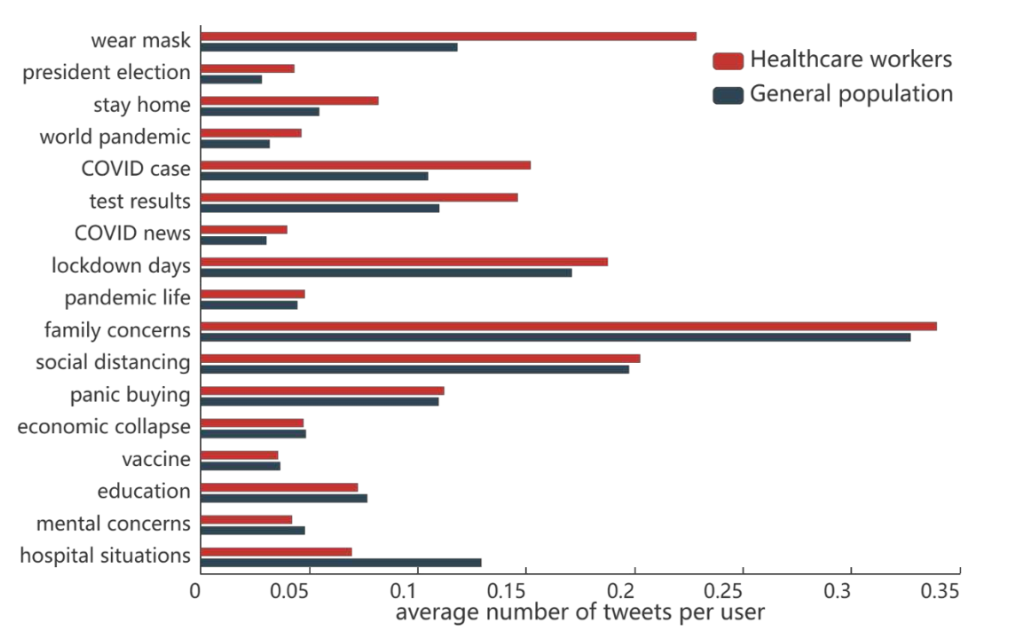 wear mask
president election
stay home
world pandemic
COVID case
test results
COVID news
lockdown days
pandemic life
family concerns
social distancing
panic buying
economic collapse
vaccine
education
mental concerns
hospital situations
Healthcare workers
General population
0 0.05 0.1 0.15 0.2 0.25 0.3 0.35
average number of tweets per user